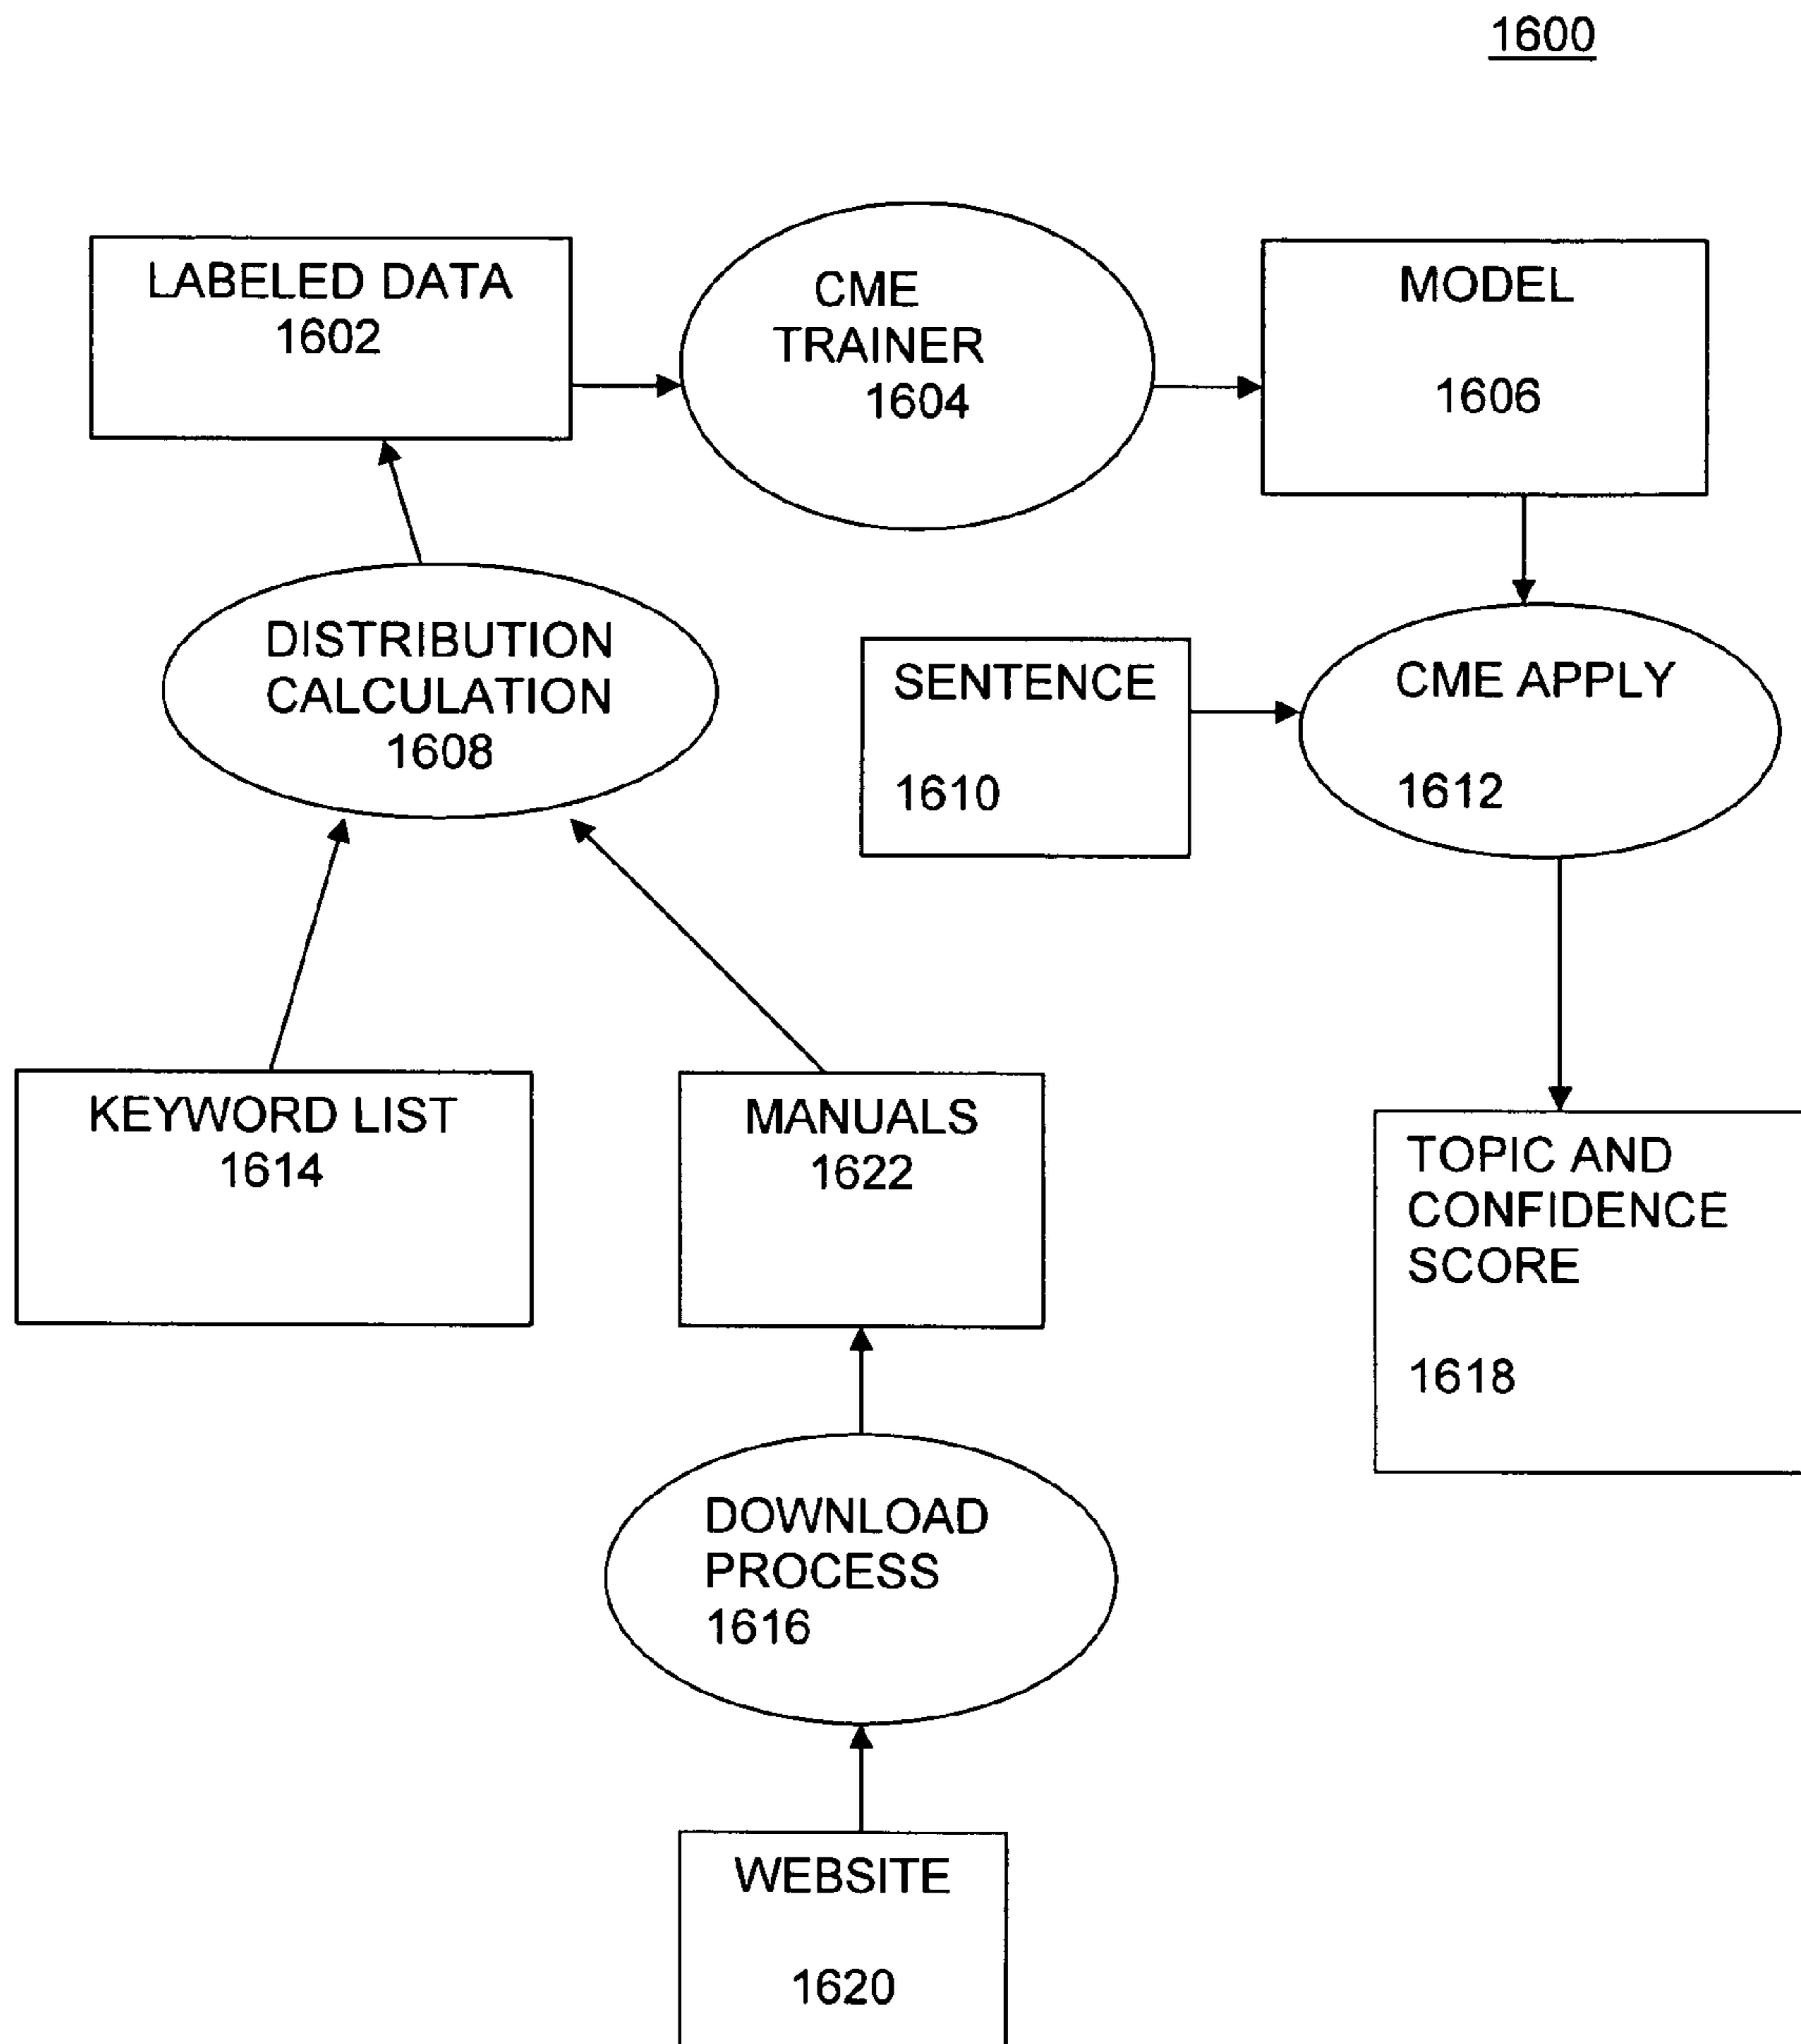 1600
LABELED DATA
1602
CME
TRAINER
1604
MODEL
1606
DISTRIBUTION
CALCULATION
1608
SENTENCE
1610
CME APPLY
1612
KEYWORD LIST
1614
MANUALS
1622
TOPIC AND
CONFIDENCE
SCORE
1618
DOWNLOAD
PROCESS
1616
WEBSITE
1620